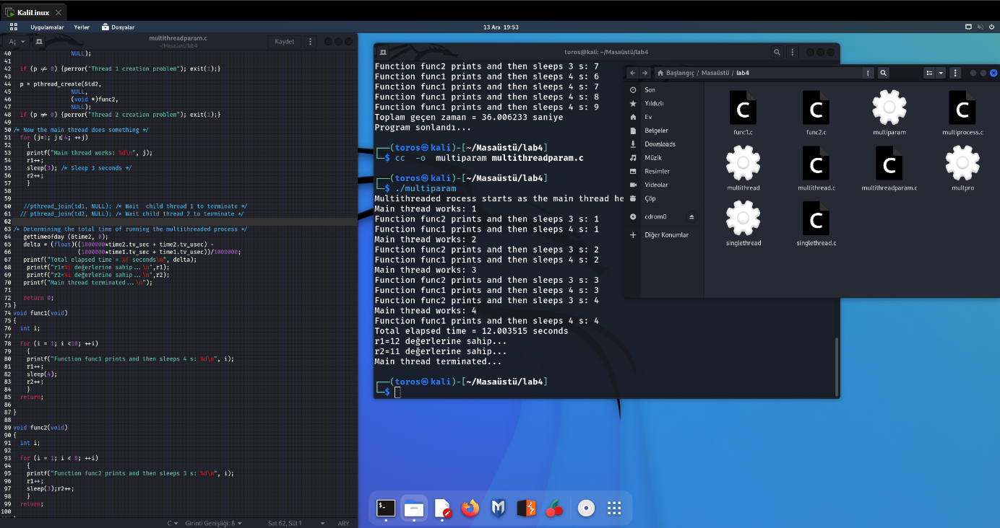 KaliLinux
Uygulamalar Yerler Dosyalar
13 Ara 19:53
Aç
multithreadparam.c
~/Masaüstü/lab4
Kaydet
40 NULL);
41
42 if (p ≠ 0) {perror("Thread 1 creation problem"); exit(1);}
43
44 p = pthread_create(&td2,
45 NULL,
46 (void *)func2,
47 NULL);
48 if (p ≠ 0) {perror("Thread 2 creation problem"); exit(1);}
49
50 /* Now the main thread does something */
51 for (j=1; j≤4; ++j)
52 {
53 printf("Main thread works: %d\n", j);
54 r1++;
55 sleep(3); /* Sleep 3 seconds */
56 r2++;
57 }
58
59
60 //pthread_join(td1, NULL); /* Wait child thread 1 to terminate */
61 // pthread_join(td2, NULL); /* Wait child thread 2 to terminate */
62
63 /* Determining the total time of running the multithreaded process */
64 gettimeofday (&time2, 0);
65 delta = (float)((1000000*time2.tv_sec + time2.tv_usec) -
66 (1000000*time1.tv_sec + time1.tv_usec))/1000000;
67 printf("Total elapsed time = %f seconds\n", delta);
68 printf("r1=%i değerlerine sahip...\n",r1);
69 printf("r2=%i değerlerine sahip...\n",r2);
70 printf("Main thread terminated...\n");
71
72 return 0;
73 }
74 void func1(void)
75 {
76 int i;
77
78 for (i = 1; i <10; ++i)
79 {
80 printf("Function func1 prints and then sleeps 4 s: %d\n", i);
81 r1++;
82 sleep(4);
83 r2++;
84 }
85 return;
86
87 }
88
89 void func2(void)
90 {
91 int i;
92
93 for (i = 1; i < 8; ++i)
94 {
95 printf("Function func2 prints and then sleeps 3 s: %d\n", i);
96 r1++;
97 sleep(3);r2++;
98 }
99 return;
100
C Girinti Genişliği: 8 Sat 62, Süt 1 ARY
toros@kali: ~/Masaüstü/lab4
Function func2 prints and then sleeps 3 s: 7
Function func1 prints and then sleeps 4 s: 6
Function func1 prints and then sleeps 4 s: 7
Function func1 prints and then sleeps 4 s: 8
Function func1 prints and then sleeps 4 s: 9
Toplam geçen zaman = 36.006233 saniye
Program sonlandı...
(toros㉿kali)-[~/Masaüstü/lab4]
$ cc -o multiparam multithreadparam.c
(toros㉿kali)-[~/Masaüstü/lab4]
$ ./multiparam
Multithreaded rocess starts as the main thread he
Main thread works: 1
Function func2 prints and then sleeps 3 s: 1
Function func1 prints and then sleeps 4 s: 1
Main thread works: 2
Function func2 prints and then sleeps 3 s: 2
Function func1 prints and then sleeps 4 s: 2
Main thread works: 3
Function func2 prints and then sleeps 3 s: 3
Function func1 prints and then sleeps 4 s: 3
Function func2 prints and then sleeps 3 s: 4
Main thread works: 4
Function func1 prints and then sleeps 4 s: 4
Total elapsed time = 12.003515 seconds
r1=12 değerlerine sahip...
r2=11 değerlerine sahip...
Main thread terminated...
(toros㉿kali)-[~/Masaüstü/lab4]
$
Başlangıç / Masaüstü / lab4
Son
Yıldızlı
Ev
Belgeler
Downloads
Müzik
Resimler
Videolar
Çöp
cdrom0
Diğer Konumlar
func1.c func2.c multiparam multiprocess.c
multithread multithread.c multithreadparam.c multpro
singlethread singlethread.c